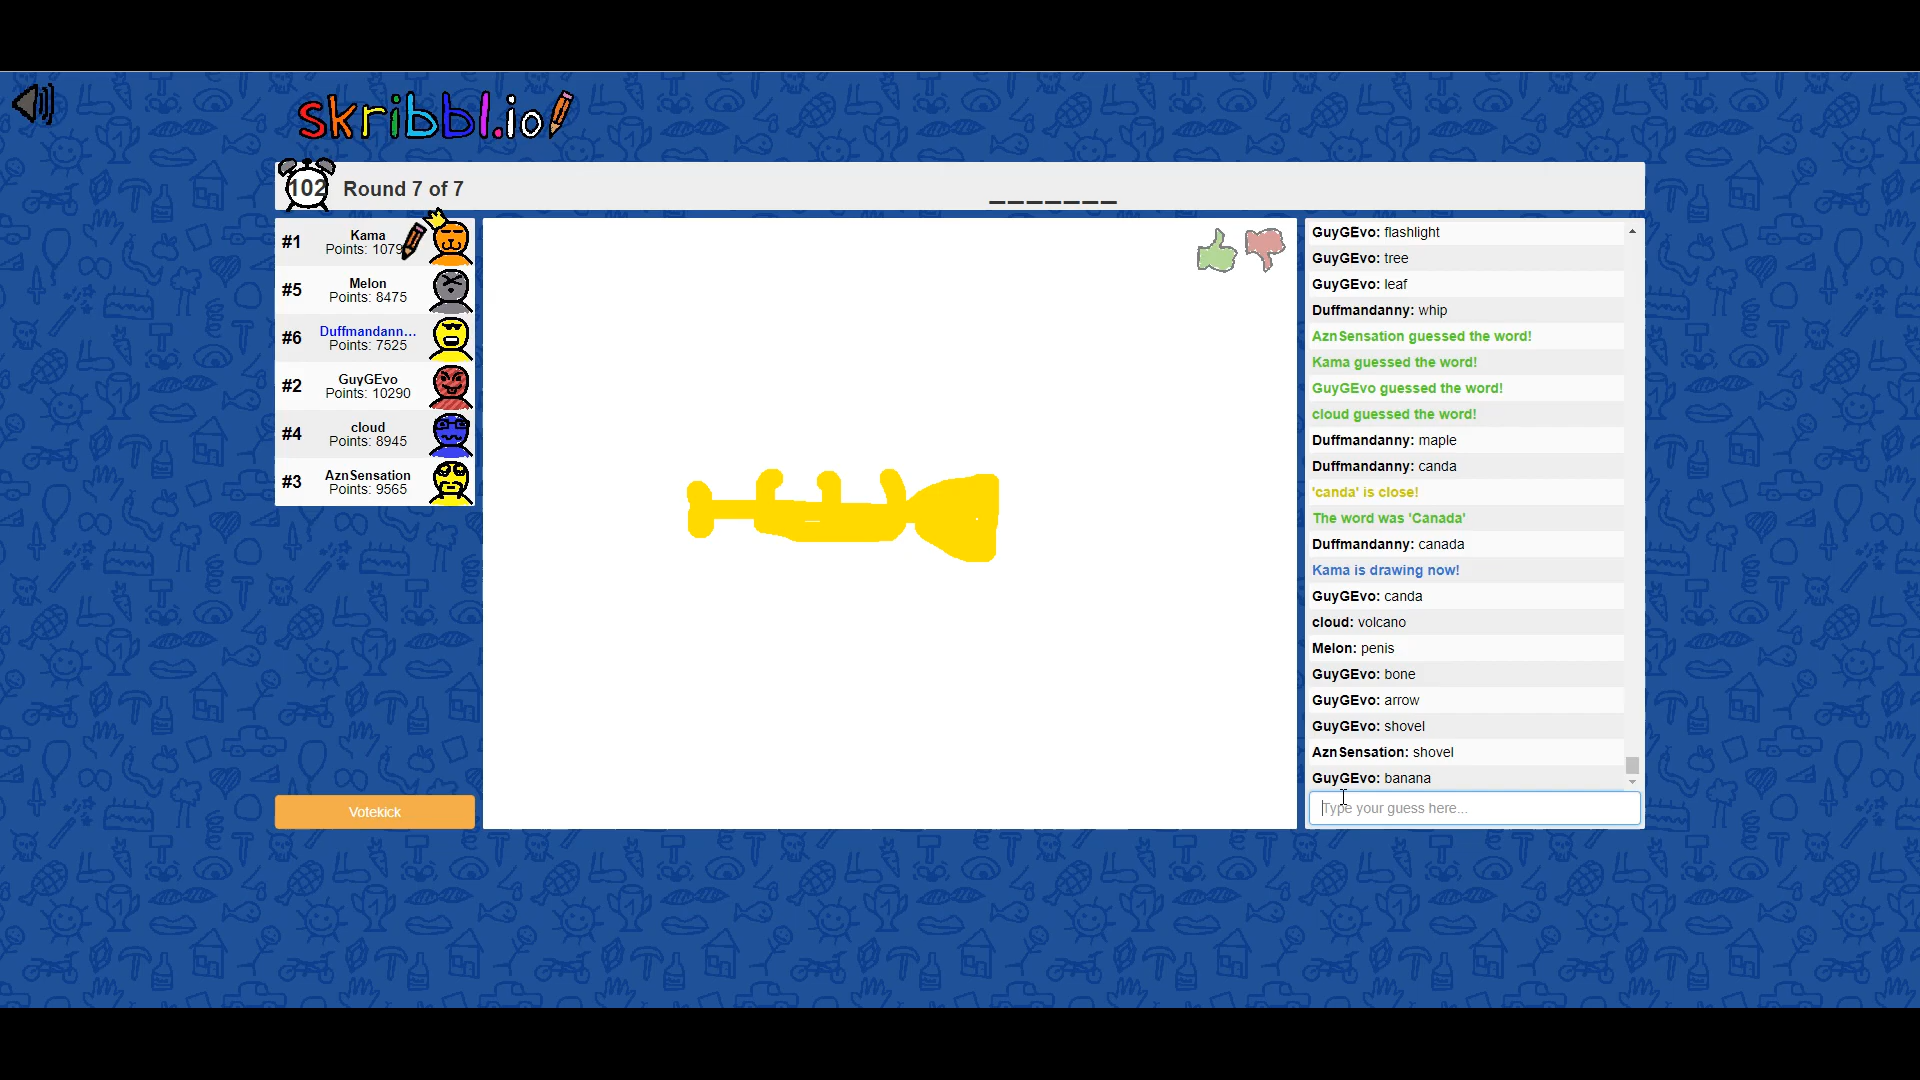 skribbl.io
102 Round 7 of 7
_______
#1 Kama
Points: 1079
#5 Melon
Points: 8475
#6 Duffmandann...
Points: 7525
#2 GuyGEvo
Points: 10290
#4 cloud
Points: 8945
#3 AznSensation
Points: 9565
Votekick
GuyGEvo: flashlight
GuyGEvo: tree
GuyGEvo: leaf
Duffmandanny: whip
AznSensation guessed the word!
Kama guessed the word!
GuyGEvo guessed the word!
cloud guessed the word!
Duffmandanny: maple
Duffmandanny: canda
'canda' is close!
The word was 'Canada'
Duffmandanny: canada
Kama is drawing now!
GuyGEvo: canda
cloud: volcano
Melon: penis
GuyGEvo: bone
GuyGEvo: arrow
GuyGEvo: shovel
AznSensation: shovel
GuyGEvo: banana
Type your guess here...